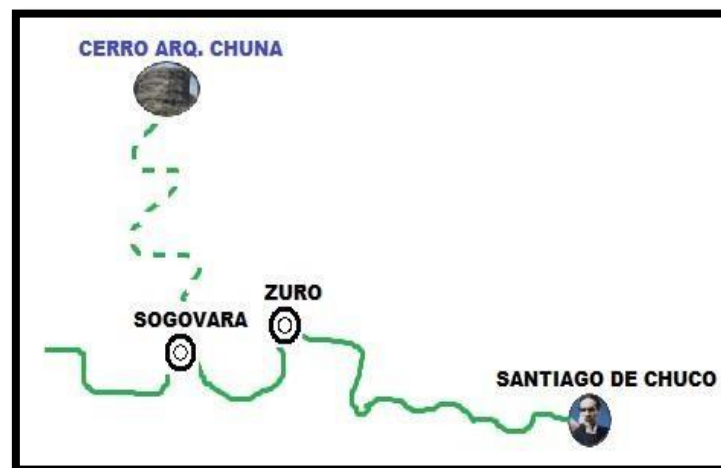 CERRO ARQ. CHUNA
ZURO
SOGOVARA
SANTIAGO DE CHUCO